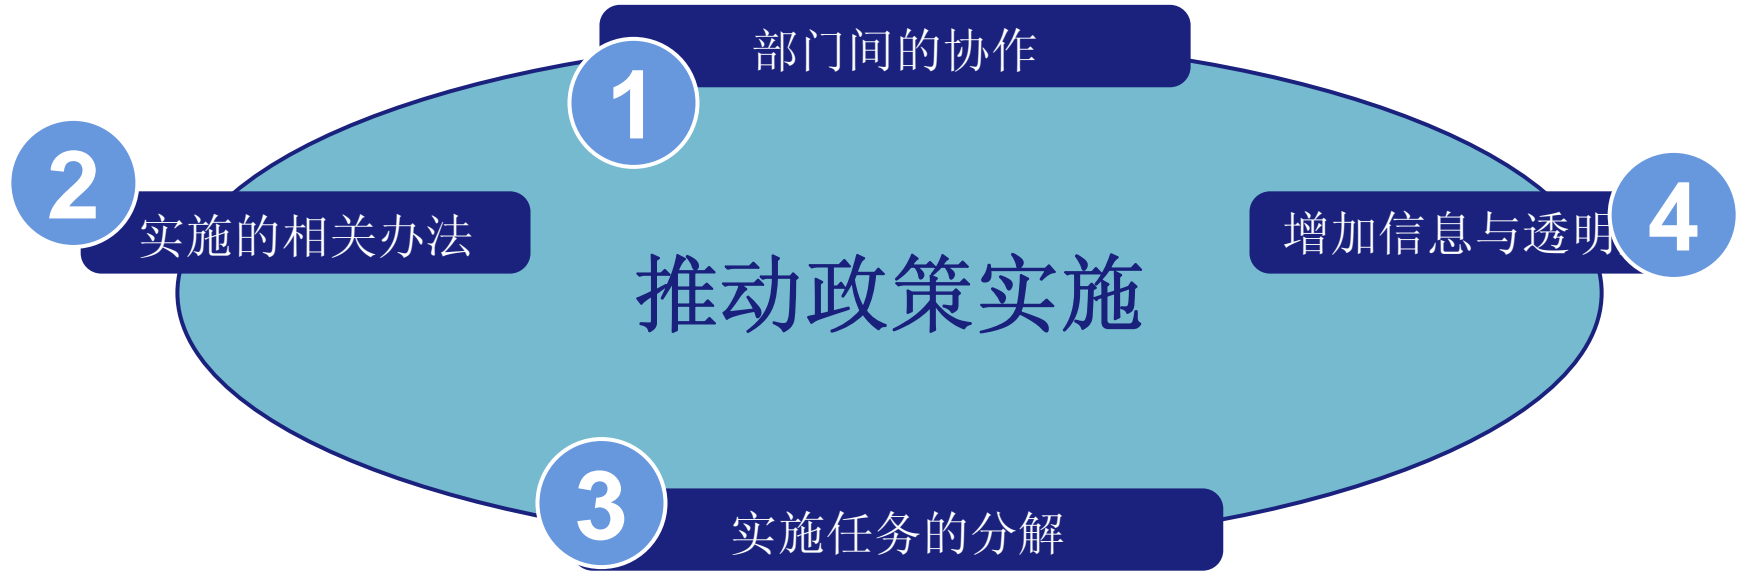 1
部门间的协作
2
实施的相关办法
4
增加信息与透明
推动政策实施
3
实施任务的分解